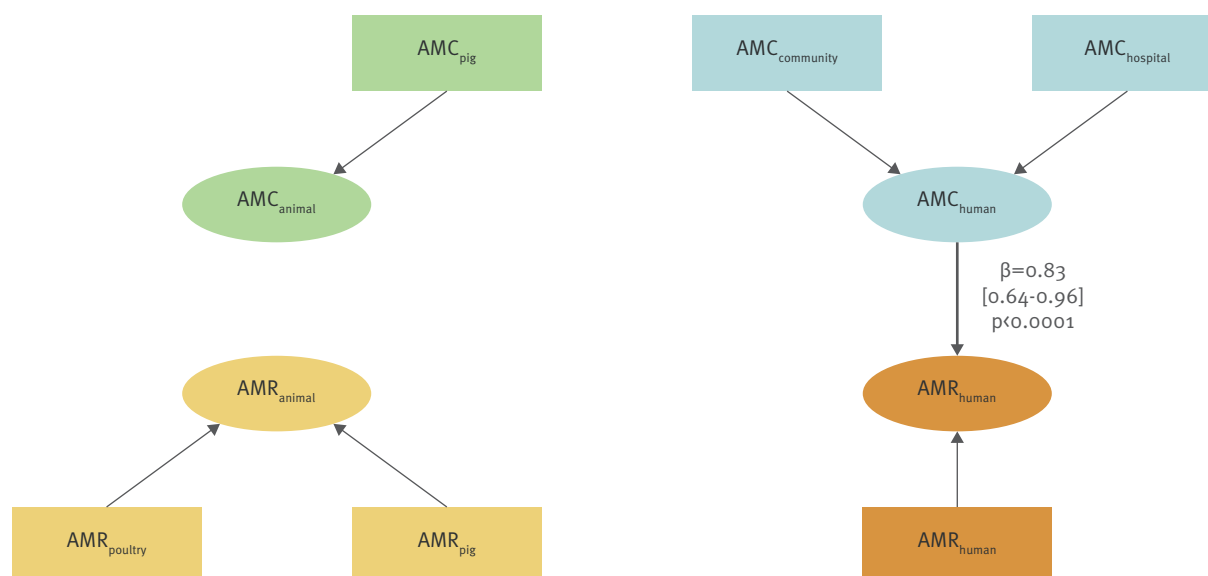 AMCpig
AMCcommunity
AMChospital
AMCanimal
AMChuman
β=0.83
[0.64-0.96]
p<0.0001
AMRanimal
AMRhuman
AMRpoultry
AMRpig
AMRhuman